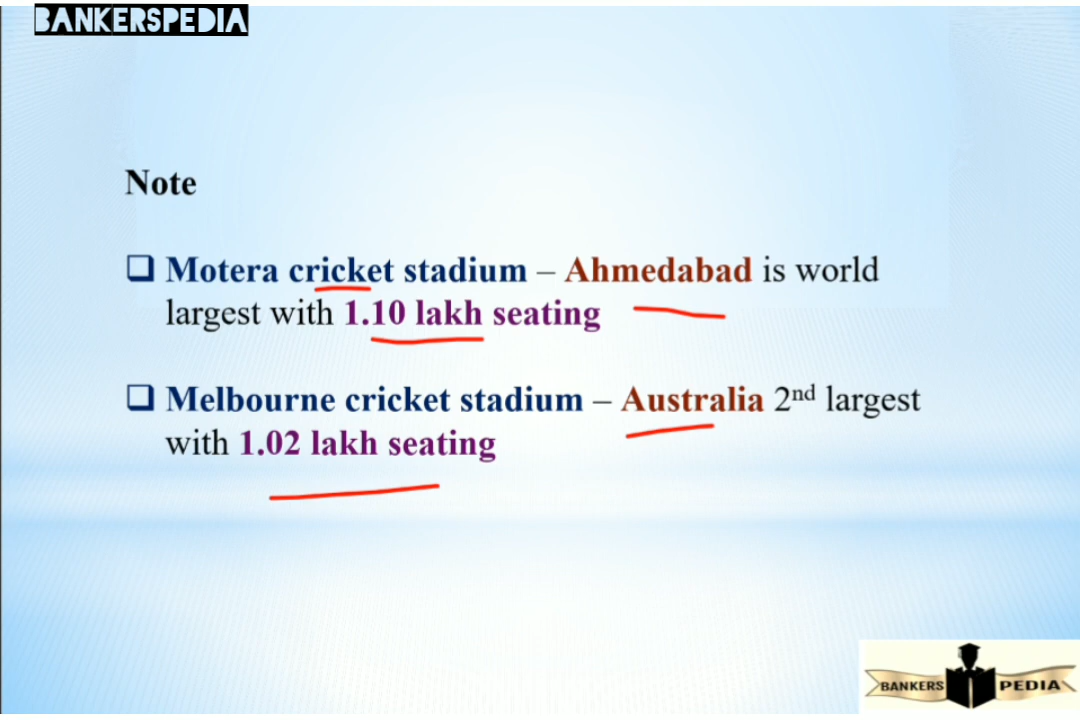 BANKERSPEDIA
Note
❑ Motera cricket stadium – Ahmedabad is world
largest with 1.10 lakh seating
❑ Melbourne cricket stadium – Australia 2nd largest
with 1.02 lakh seating
BANKERS PEDIA